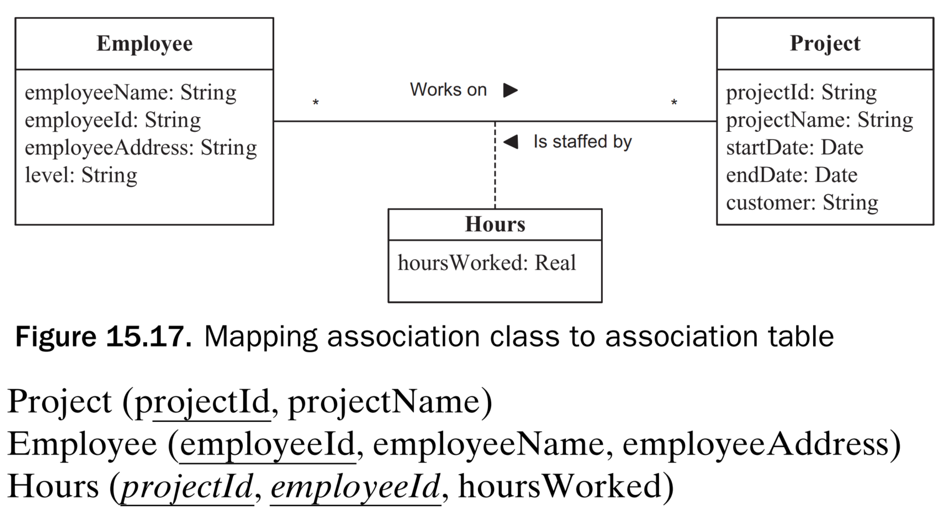 Employee
employeeName: String
employeeId: String
employeeAddress: String
level: String
*
Works on ▶
*
◀ Is staffed by
Project
projectId: String
projectName: String
startDate: Date
endDate: Date
customer: String
Hours
hoursWorked: Real
Figure 15.17. Mapping association class to association table
Project (projectId, projectName)
Employee (employeeId, employeeName, employeeAddress)
Hours (projectId, employeeId, hoursWorked)